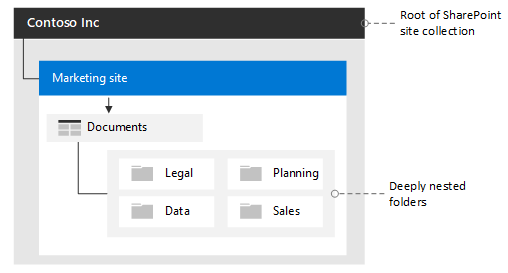 Contoso Inc
Root of SharePoint
site collection
Marketing site
Documents
Legal
Planning
Data
Sales
Deeply nested
folders